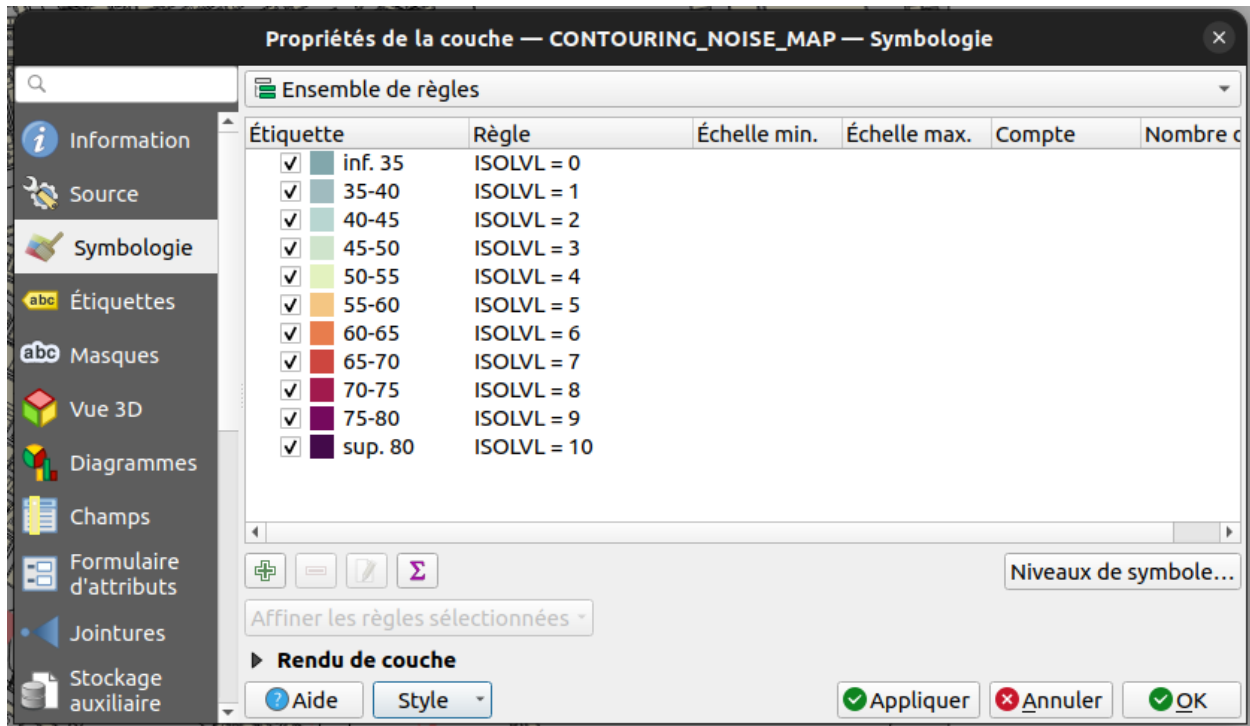 Propriétés de la couche — CONTOURING_NOISE_MAP — Symbologie
Ensemble de règles
Information
Source
Symbologie
abc Étiquettes
abc Masques
Vue 3D
Diagrammes
Champs
Formulaire
d'attributs
Jointures
Stockage
auxiliaire
Étiquette Règle Échelle min. Échelle max. Compte Nombre
inf. 35 ISOLVL = 0
35-40 ISOLVL = 1
40-45 ISOLVL = 2
45-50 ISOLVL = 3
50-55 ISOLVL = 4
55-60 ISOLVL = 5
60-65 ISOLVL = 6
65-70 ISOLVL = 7
70-75 ISOLVL = 8
75-80 ISOLVL = 9
sup. 80 ISOLVL = 10
Σ
Niveaux de symbole...
Affiner les règles sélectionnées
Rendu de couche
? Aide Style Appliquer Annuler OK